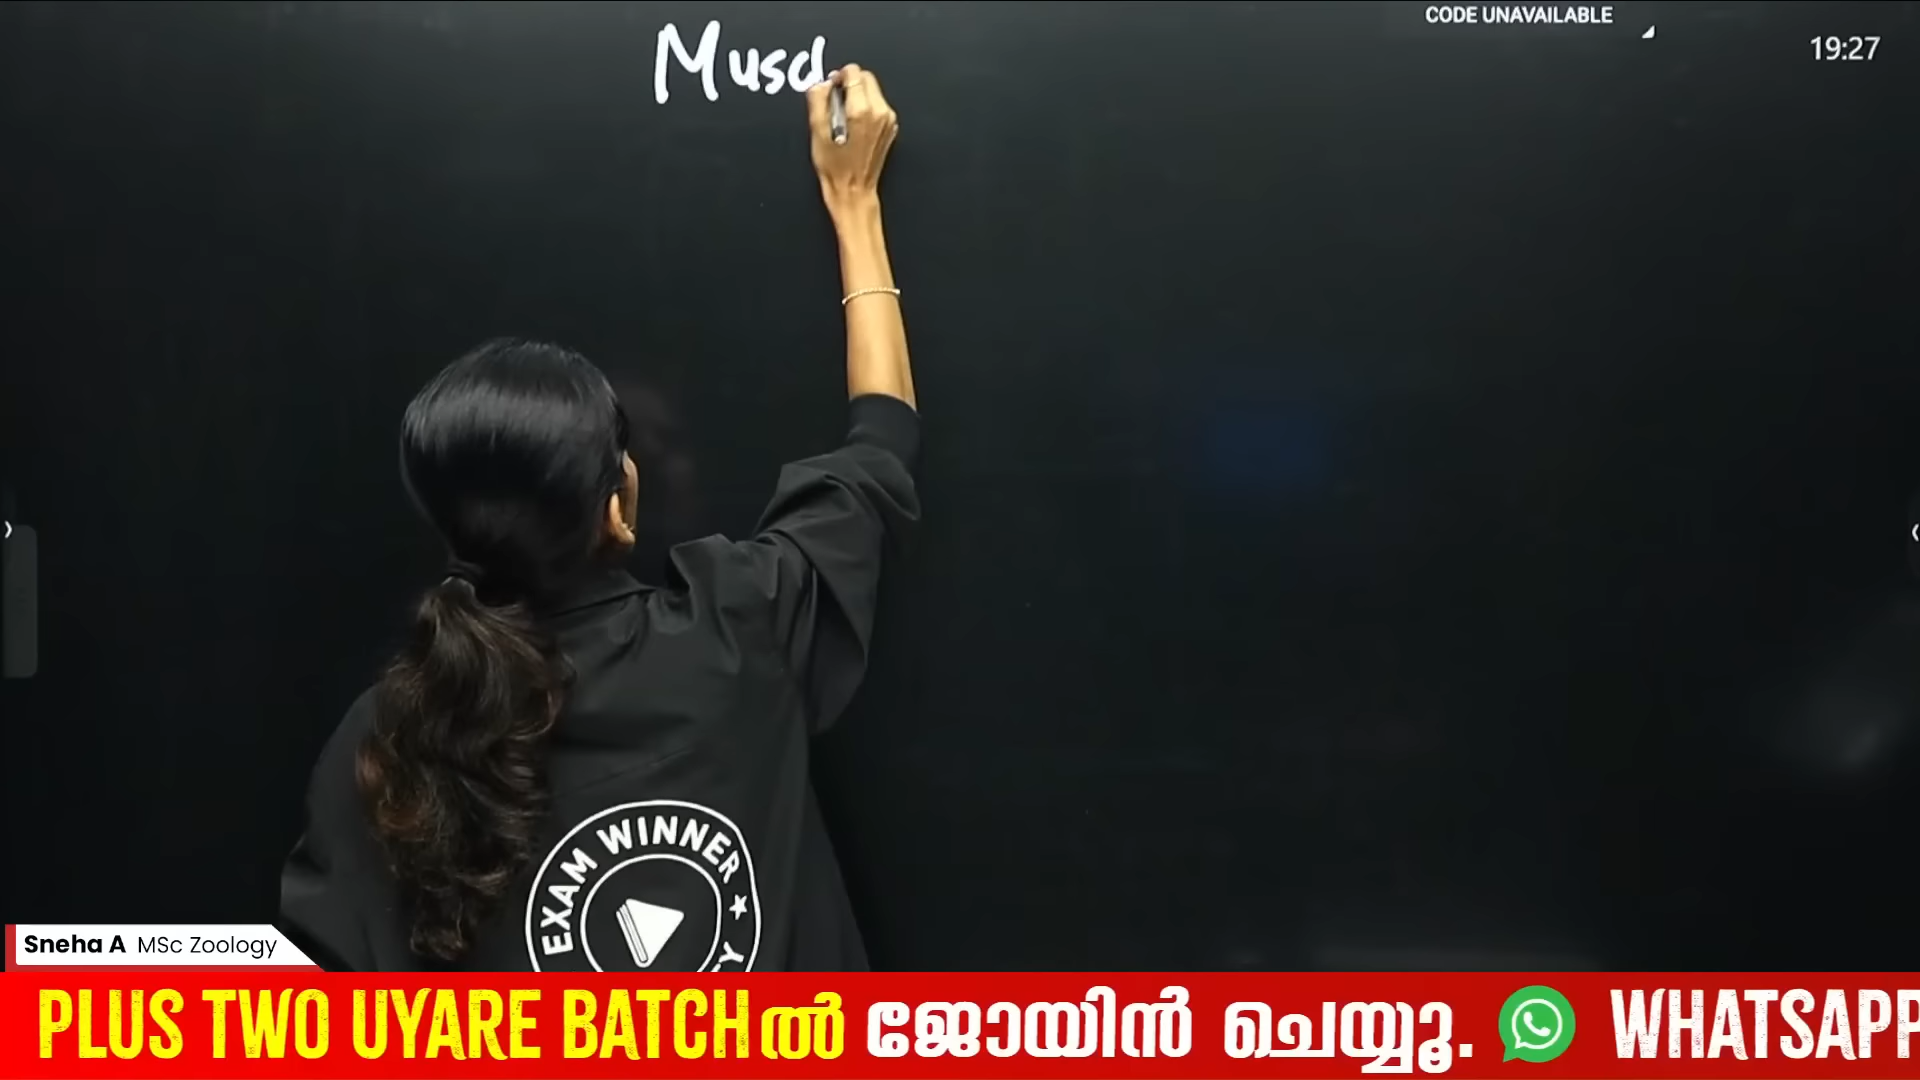 CODE UNAVAILABLE
19:27
Muscl
EXAM WINNER
Sneha A MSc Zoology
PLUS TWO UYARE BATCHൽ ജോയിൻ ചെയ്യൂ. WHATSAPP